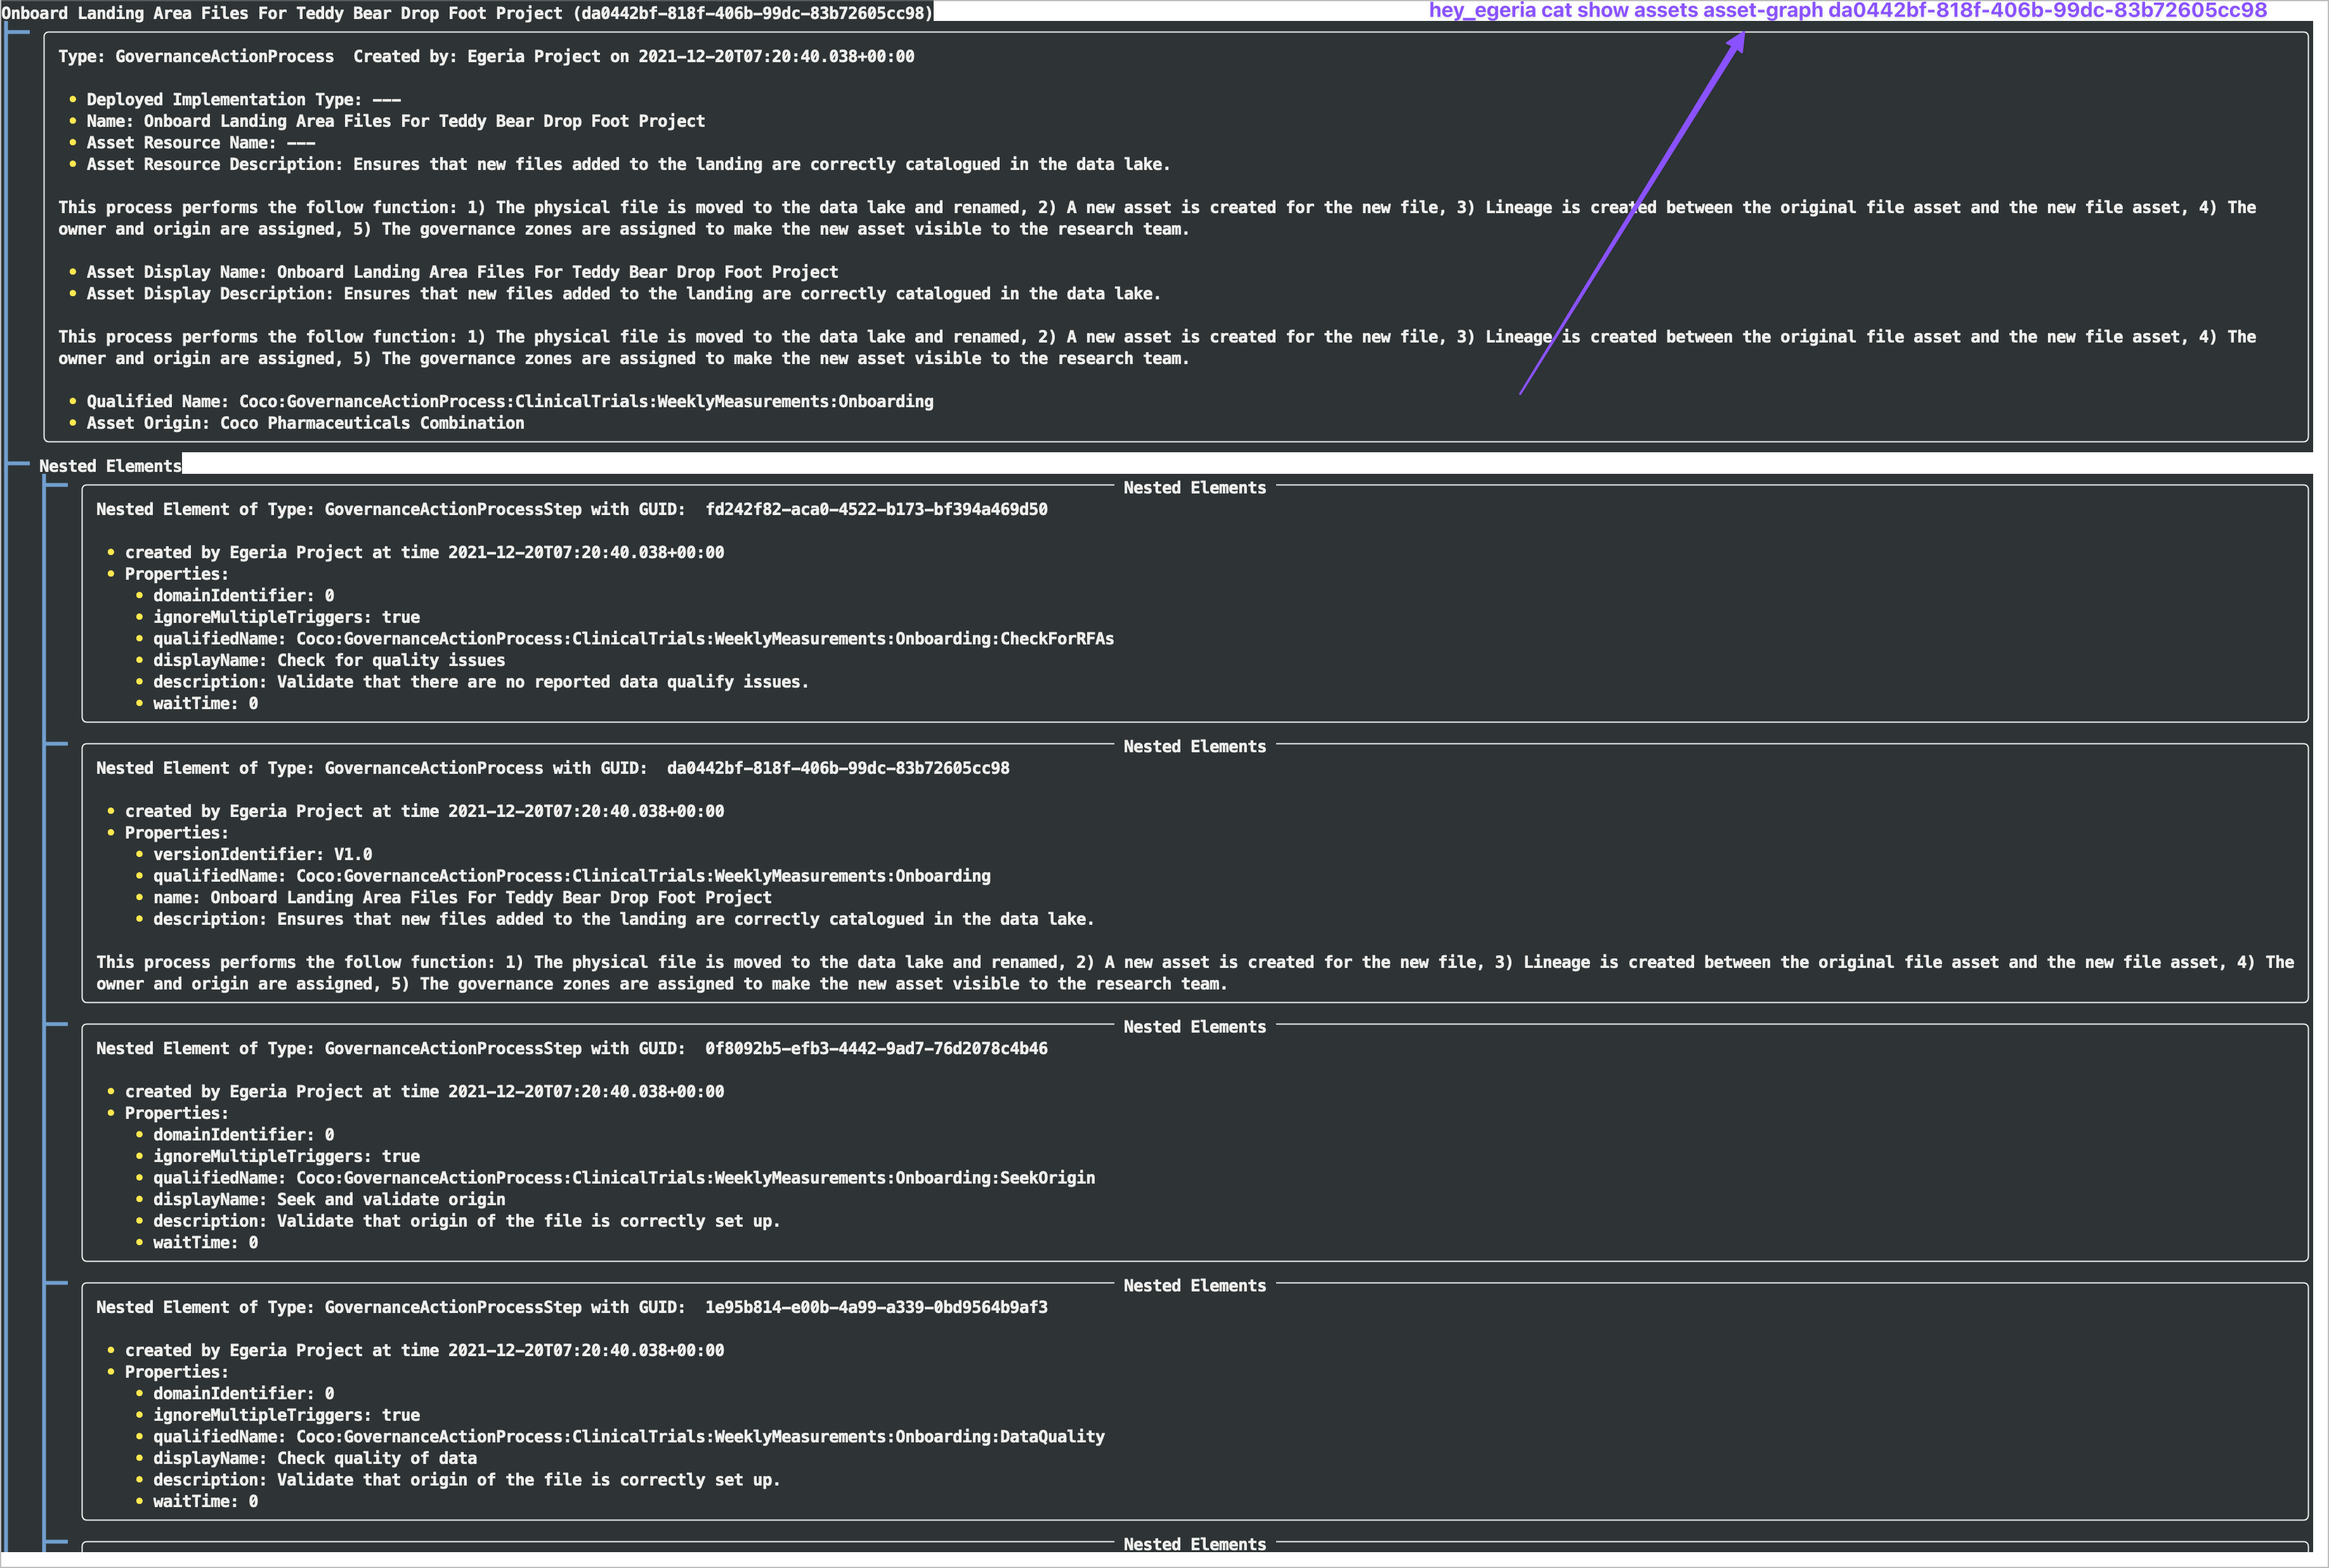 Onboard Landing Area Files For Teddy Bear Drop Foot Project (da0442bf-818f-406b-99dc-83b72605cc98)
hey_egeria cat show assets asset-graph da0442bf-818f-406b-99dc-83b72605cc98
Type: GovernanceActionProcess  Created by: Egeria Project on 2021-12-20T07:20:40.038+00:00
• Deployed Implementation Type: ---
• Name: Onboard Landing Area Files For Teddy Bear Drop Foot Project
• Asset Resource Name: ---
• Asset Resource Description: Ensures that new files added to the landing are correctly catalogued in the data lake.
This process performs the follow function: 1) The physical file is moved to the data lake and renamed, 2) A new asset is created for the new file, 3) Lineage is created between the original file asset and the new file asset, 4) The
owner and origin are assigned, 5) The governance zones are assigned to make the new asset visible to the research team.
• Asset Display Name: Onboard Landing Area Files For Teddy Bear Drop Foot Project
• Asset Display Description: Ensures that new files added to the landing are correctly catalogued in the data lake.
This process performs the follow function: 1) The physical file is moved to the data lake and renamed, 2) A new asset is created for the new file, 3) Lineage is created between the original file asset and the new file asset, 4) The
owner and origin are assigned, 5) The governance zones are assigned to make the new asset visible to the research team.
• Qualified Name: Coco:GovernanceActionProcess:ClinicalTrials:WeeklyMeasurements:Onboarding
• Asset Origin: Coco Pharmaceuticals Combination
Nested Elements
Nested Elements
Nested Element of Type: GovernanceActionProcessStep with GUID:  fd242f82-aca0-4522-b173-bf394a469d50
• created by Egeria Project at time 2021-12-20T07:20:40.038+00:00
• Properties:
• domainIdentifier: 0
• ignoreMultipleTriggers: true
• qualifiedName: Coco:GovernanceActionProcess:ClinicalTrials:WeeklyMeasurements:Onboarding:CheckForRFAs
• displayName: Check for quality issues
• description: Validate that there are no reported data qualify issues.
• waitTime: 0
Nested Elements
Nested Element of Type: GovernanceActionProcess with GUID:  da0442bf-818f-406b-99dc-83b72605cc98
• created by Egeria Project at time 2021-12-20T07:20:40.038+00:00
• Properties:
• versionIdentifier: V1.0
• qualifiedName: Coco:GovernanceActionProcess:ClinicalTrials:WeeklyMeasurements:Onboarding
• name: Onboard Landing Area Files For Teddy Bear Drop Foot Project
• description: Ensures that new files added to the landing are correctly catalogued in the data lake.
This process performs the follow function: 1) The physical file is moved to the data lake and renamed, 2) A new asset is created for the new file, 3) Lineage is created between the original file asset and the new file asset, 4) The
owner and origin are assigned, 5) The governance zones are assigned to make the new asset visible to the research team.
Nested Elements
Nested Element of Type: GovernanceActionProcessStep with GUID:  0f8092b5-efb3-4442-9ad7-76d2078c4b46
• created by Egeria Project at time 2021-12-20T07:20:40.038+00:00
• Properties:
• domainIdentifier: 0
• ignoreMultipleTriggers: true
• qualifiedName: Coco:GovernanceActionProcess:ClinicalTrials:WeeklyMeasurements:Onboarding:SeekOrigin
• displayName: Seek and validate origin
• description: Validate that origin of the file is correctly set up.
• waitTime: 0
Nested Elements
Nested Element of Type: GovernanceActionProcessStep with GUID:  1e95b814-e00b-4a99-a339-0bd9564b9af3
• created by Egeria Project at time 2021-12-20T07:20:40.038+00:00
• Properties:
• domainIdentifier: 0
• ignoreMultipleTriggers: true
• qualifiedName: Coco:GovernanceActionProcess:ClinicalTrials:WeeklyMeasurements:Onboarding:DataQuality
• displayName: Check quality of data
• description: Validate that origin of the file is correctly set up.
• waitTime: 0
Nested Elements